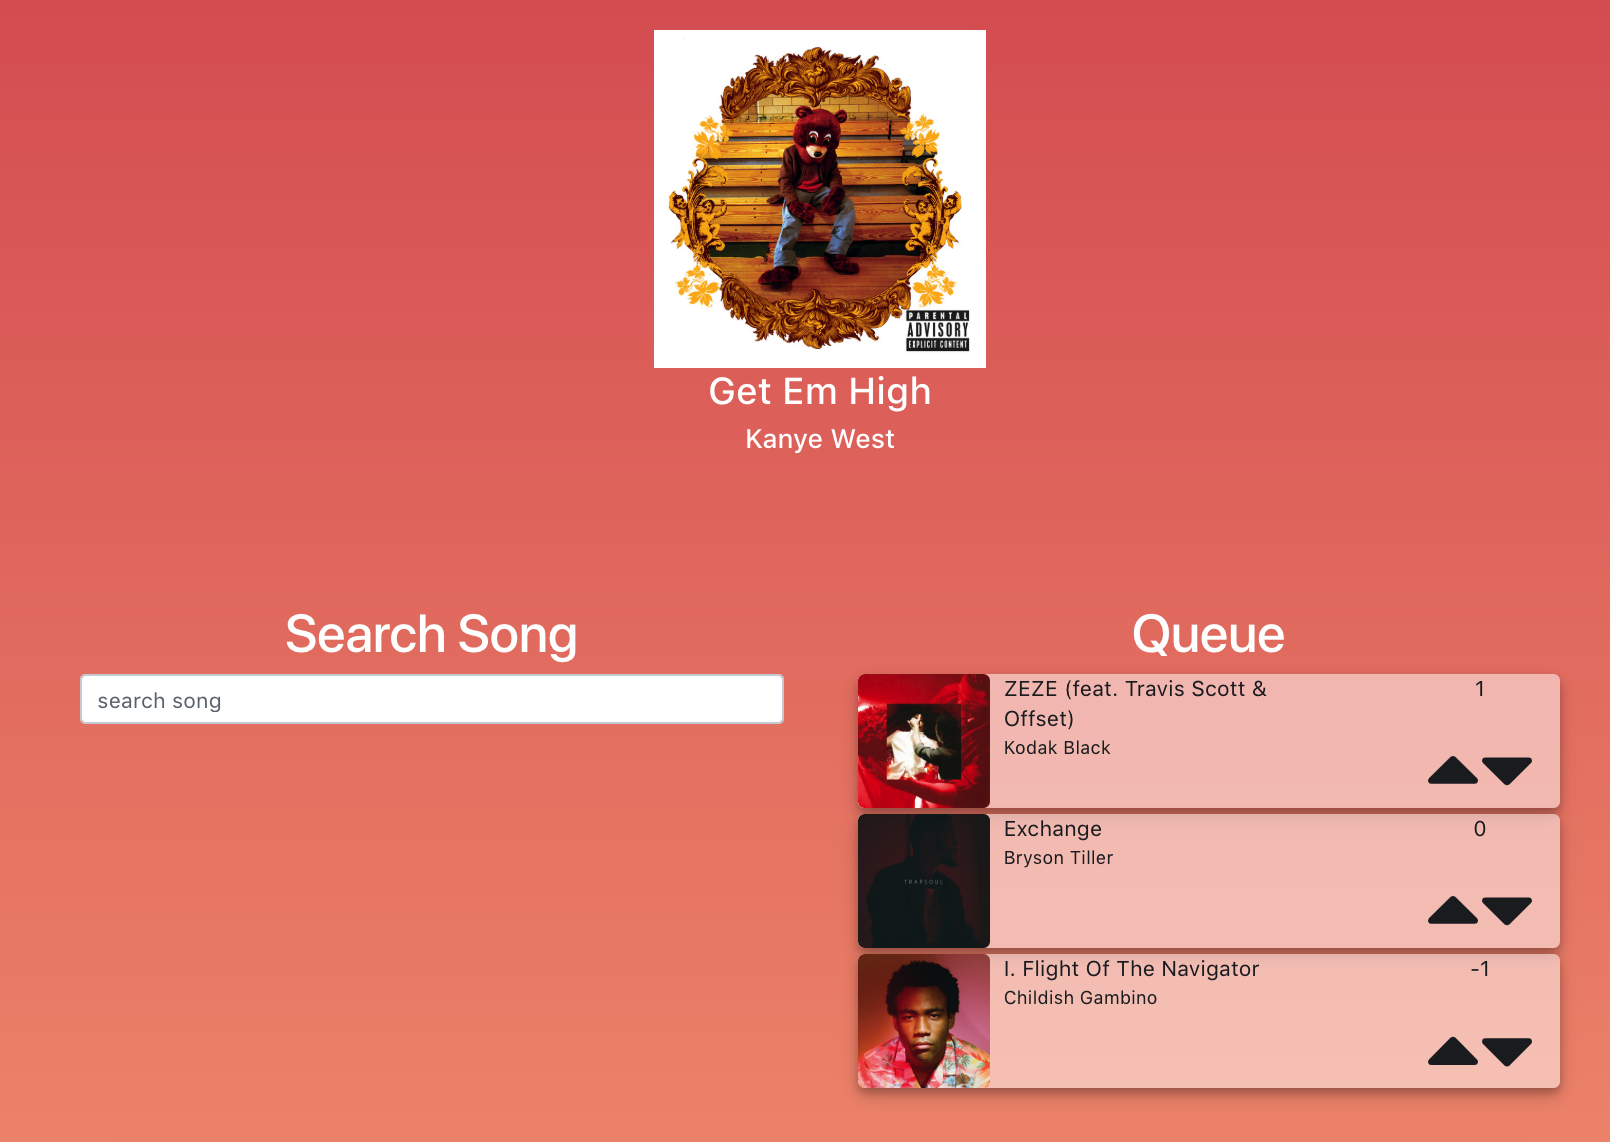 PARENTAL
ADVISORY
EXPLICIT CONTENT
Get Em High
Kanye West
Search Song
search song
Queue
ZEZE (feat. Travis Scott &
Offset)
Kodak Black
1
TRAPSOUL
Exchange
Bryson Tiller
0
I. Flight Of The Navigator
Childish Gambino
-1